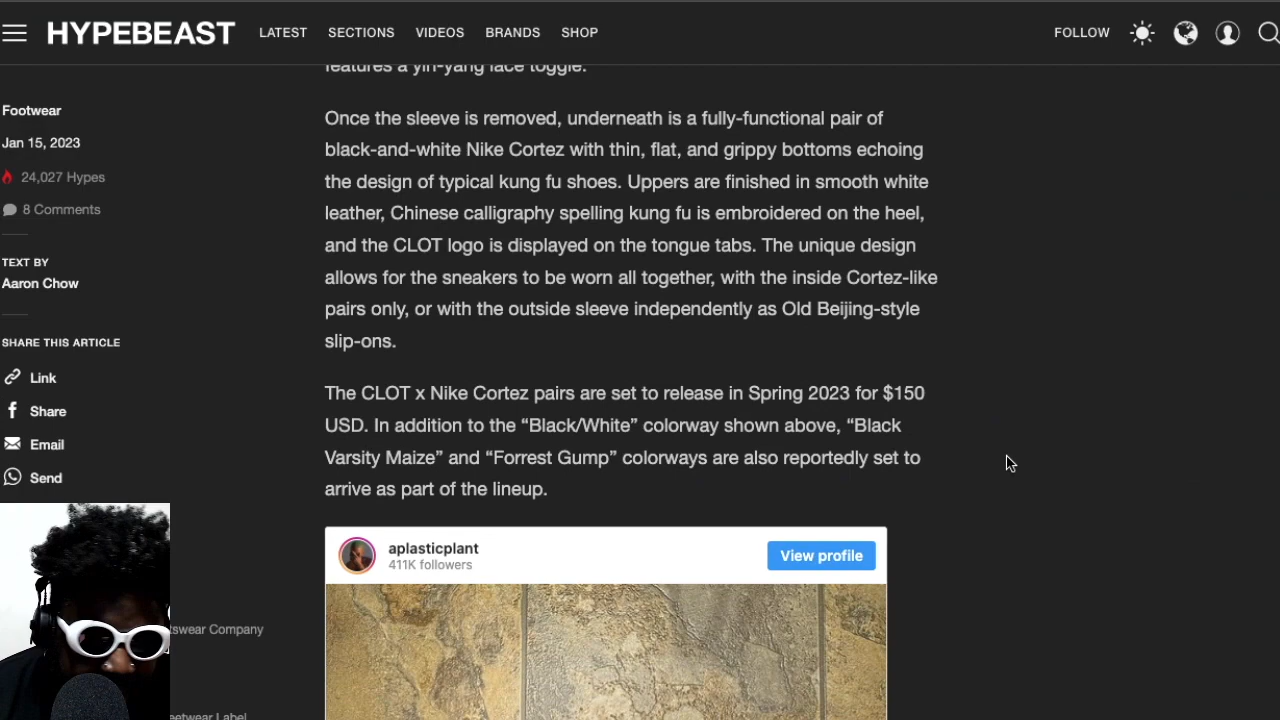 HYPEBEAST LATEST SECTIONS VIDEOS BRANDS SHOP FOLLOW
features a yin-yang lace toggle.
Footwear
Jan 15, 2023
24,027 Hypes
8 Comments
TEXT BY
Aaron Chow
SHARE THIS ARTICLE
Link
Share
Email
Send
tswear Company
eetwear Label
Once the sleeve is removed, underneath is a fully-functional pair of
black-and-white Nike Cortez with thin, flat, and grippy bottoms echoing
the design of typical kung fu shoes. Uppers are finished in smooth white
leather, Chinese calligraphy spelling kung fu is embroidered on the heel,
and the CLOT logo is displayed on the tongue tabs. The unique design
allows for the sneakers to be worn all together, with the inside Cortez-like
pairs only, or with the outside sleeve independently as Old Beijing-style
slip-ons.
The CLOT x Nike Cortez pairs are set to release in Spring 2023 for $150
USD. In addition to the “Black/White” colorway shown above, “Black
Varsity Maize” and “Forrest Gump” colorways are also reportedly set to
arrive as part of the lineup.
aplasticplant
411K followers
View profile